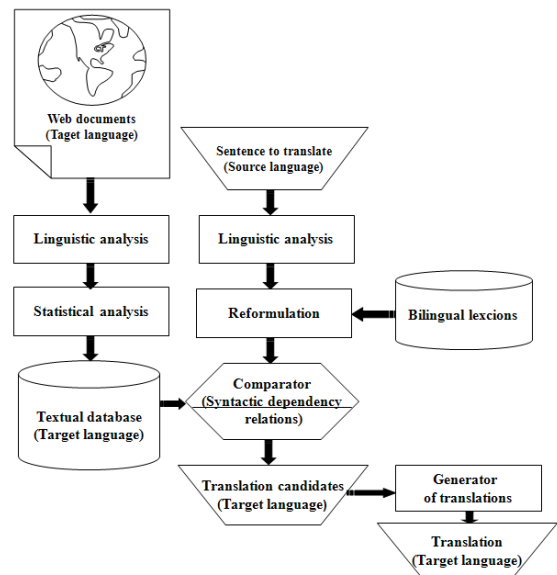 Web documents
(Taget language)
Sentence to translate
(Source language)
Linguistic analysis
Linguistic analysis
Statistical analysis
Reformulation
Bilingual lexcions
Textual database
(Target language)
Comparator
(Syntactic dependency
relations)
Translation candidates
(Target language)
Generator
of translations
Translation
(Target language)